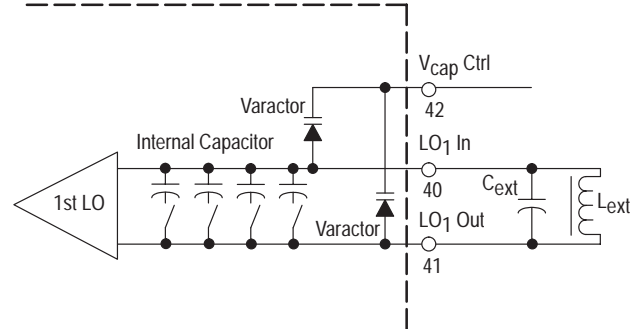 Vcap Ctrl
42
Varactor
Internal Capacitor
LO1 In
40
1st LO
Cext
Lext
Varactor
LO1 Out
41